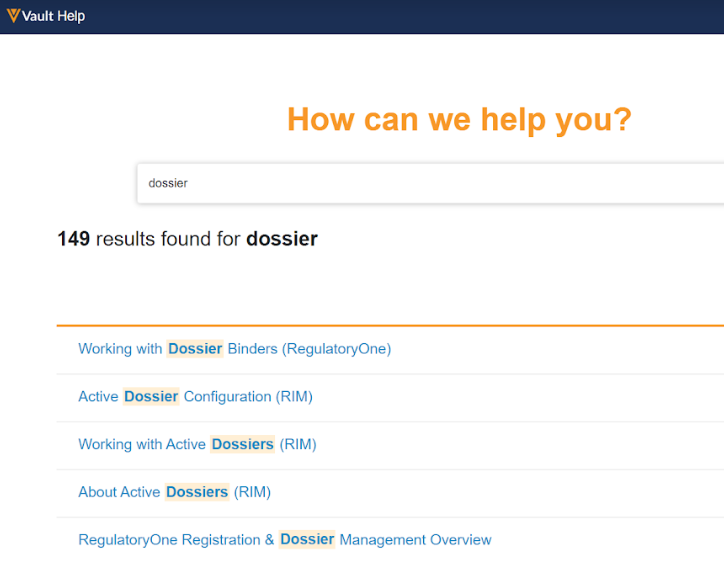 Vault Help
How can we help you?
dossier
149 results found for dossier
Working with Dossier Binders (RegulatoryOne)
Active Dossier Configuration (RIM)
Working with Active Dossiers (RIM)
About Active Dossiers (RIM)
RegulatoryOne Registration & Dossier Management Overview